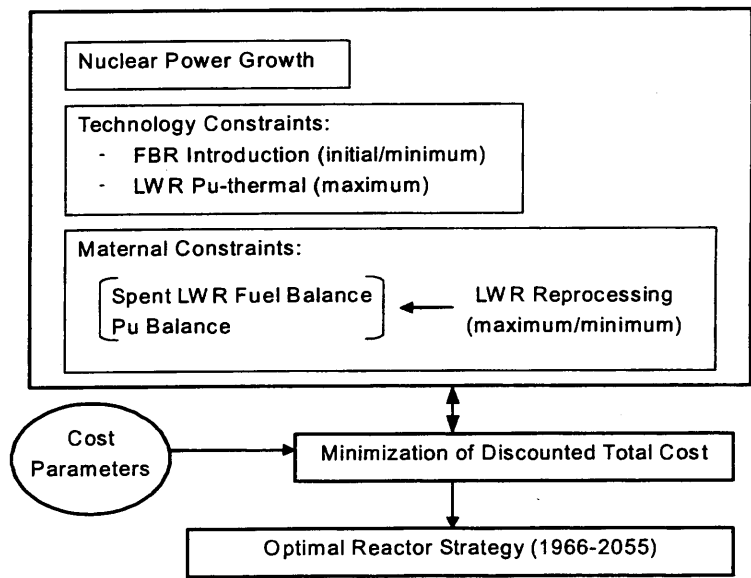 Nuclear Power Growth
Technology Constraints:
- FBR Introduction (initial/minimum)
- LWR Pu-thermal (maximum)
Maternal Constraints:
Spent LWR Fuel Balance
Pu Balance
LWR Reprocessing
(maximum/minimum)
Cost
Parameters
Minimization of Discounted Total Cost
Optimal Reactor Strategy (1966-2055)